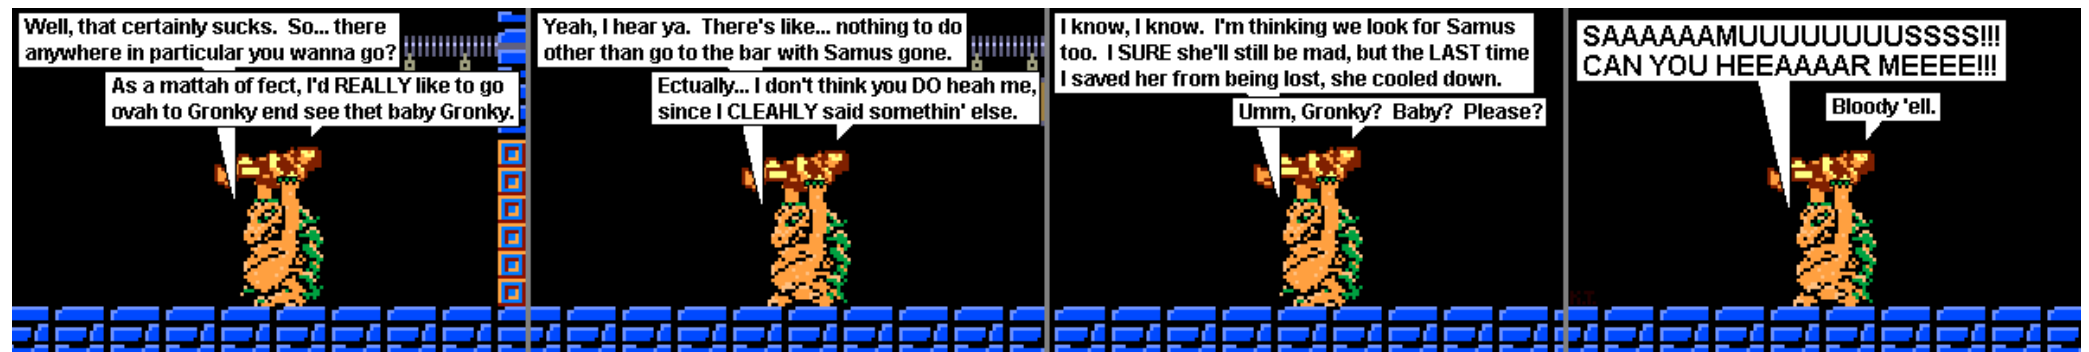 Well, that certainly sucks.  So... there
anywhere in particular you wanna go?
As a mattah of fect, I'd REALLY like to go
ovah to Gronky end see thet baby Gronky.
Yeah, I hear ya.  There's like... nothing to do
other than go to the bar with Samus gone.
Ectually... I don't think you DO heah me,
since I CLEAHLY said somethin' else.
I know, I know.  I'm thinking we look for Samus
too.  I SURE she'll still be mad, but the LAST time
I saved her from being lost, she cooled down.
Umm, Gronky?  Baby?  Please?
SAAAAAAMUUUUUUUUSSSS!!!
CAN YOU HEEAAAAR MEEEE!!!
Bloody 'ell.